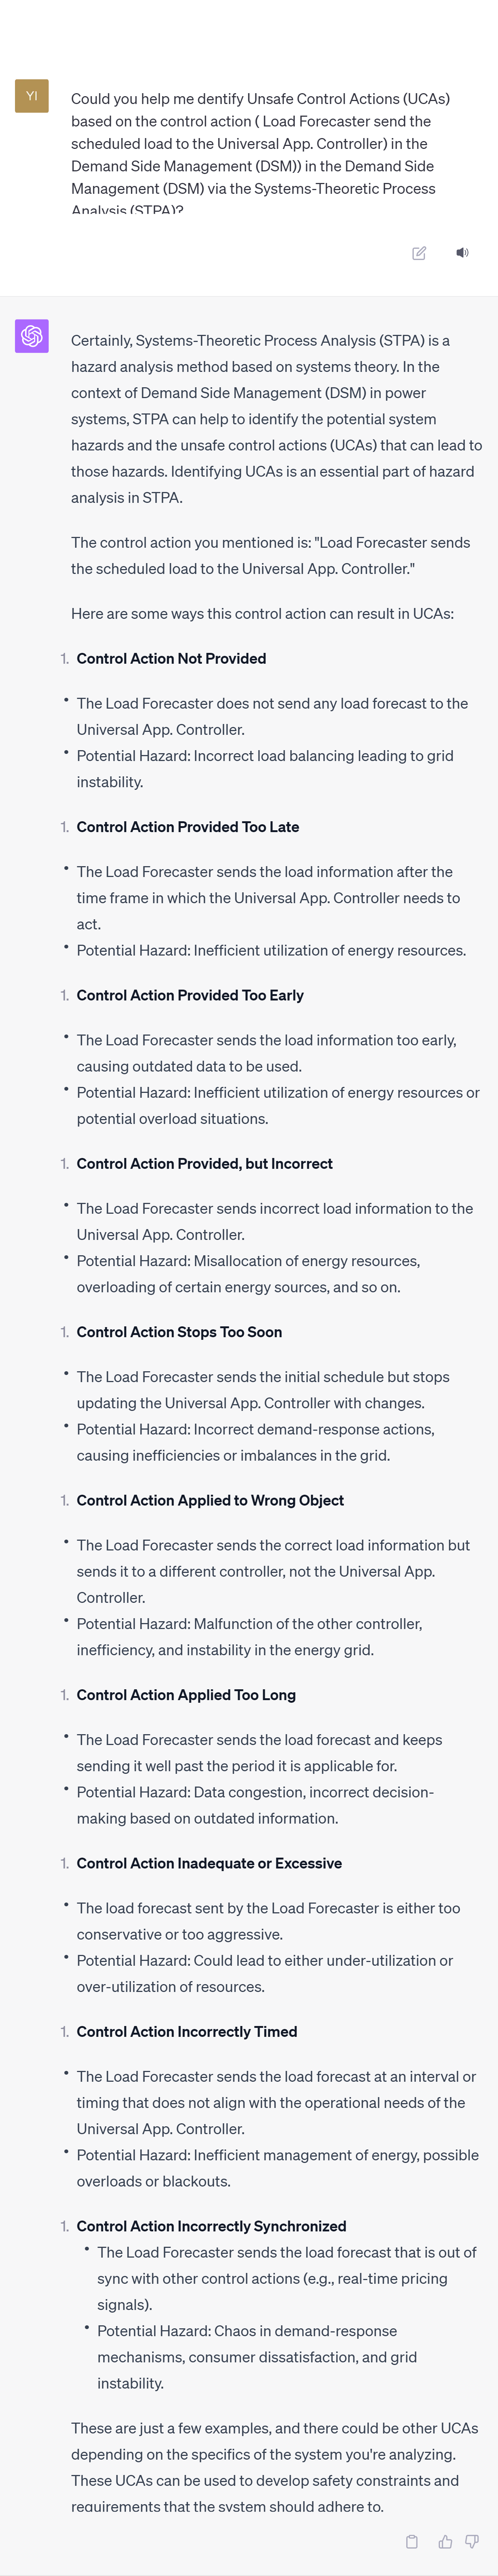 YI
Could you help me dentify Unsafe Control Actions (UCAs)
based on the control action ( Load Forecaster send the
scheduled load to the Universal App. Controller) in the
Demand Side Management (DSM)) in the Demand Side
Management (DSM) via the Systems-Theoretic Process
Analysis (STPA)?
Certainly, Systems-Theoretic Process Analysis (STPA) is a
hazard analysis method based on systems theory. In the
context of Demand Side Management (DSM) in power
systems, STPA can help to identify the potential system
hazards and the unsafe control actions (UCAs) that can lead to
those hazards. Identifying UCAs is an essential part of hazard
analysis in STPA.
The control action you mentioned is: "Load Forecaster sends
the scheduled load to the Universal App. Controller."
Here are some ways this control action can result in UCAs:
1. Control Action Not Provided
• The Load Forecaster does not send any load forecast to the
Universal App. Controller.
• Potential Hazard: Incorrect load balancing leading to grid
instability.
1. Control Action Provided Too Late
• The Load Forecaster sends the load information after the
time frame in which the Universal App. Controller needs to
act.
• Potential Hazard: Inefficient utilization of energy resources.
1. Control Action Provided Too Early
• The Load Forecaster sends the load information too early,
causing outdated data to be used.
• Potential Hazard: Inefficient utilization of energy resources or
potential overload situations.
1. Control Action Provided, but Incorrect
• The Load Forecaster sends incorrect load information to the
Universal App. Controller.
• Potential Hazard: Misallocation of energy resources,
overloading of certain energy sources, and so on.
1. Control Action Stops Too Soon
• The Load Forecaster sends the initial schedule but stops
updating the Universal App. Controller with changes.
• Potential Hazard: Incorrect demand-response actions,
causing inefficiencies or imbalances in the grid.
1. Control Action Applied to Wrong Object
• The Load Forecaster sends the correct load information but
sends it to a different controller, not the Universal App.
Controller.
• Potential Hazard: Malfunction of the other controller,
inefficiency, and instability in the energy grid.
1. Control Action Applied Too Long
• The Load Forecaster sends the load forecast and keeps
sending it well past the period it is applicable for.
• Potential Hazard: Data congestion, incorrect decision-
making based on outdated information.
1. Control Action Inadequate or Excessive
• The load forecast sent by the Load Forecaster is either too
conservative or too aggressive.
• Potential Hazard: Could lead to either under-utilization or
over-utilization of resources.
1. Control Action Incorrectly Timed
• The Load Forecaster sends the load forecast at an interval or
timing that does not align with the operational needs of the
Universal App. Controller.
• Potential Hazard: Inefficient management of energy, possible
overloads or blackouts.
1. Control Action Incorrectly Synchronized
• The Load Forecaster sends the load forecast that is out of
sync with other control actions (e.g., real-time pricing
signals).
• Potential Hazard: Chaos in demand-response
mechanisms, consumer dissatisfaction, and grid
instability.
These are just a few examples, and there could be other UCAs
depending on the specifics of the system you're analyzing.
These UCAs can be used to develop safety constraints and
requirements that the system should adhere to.